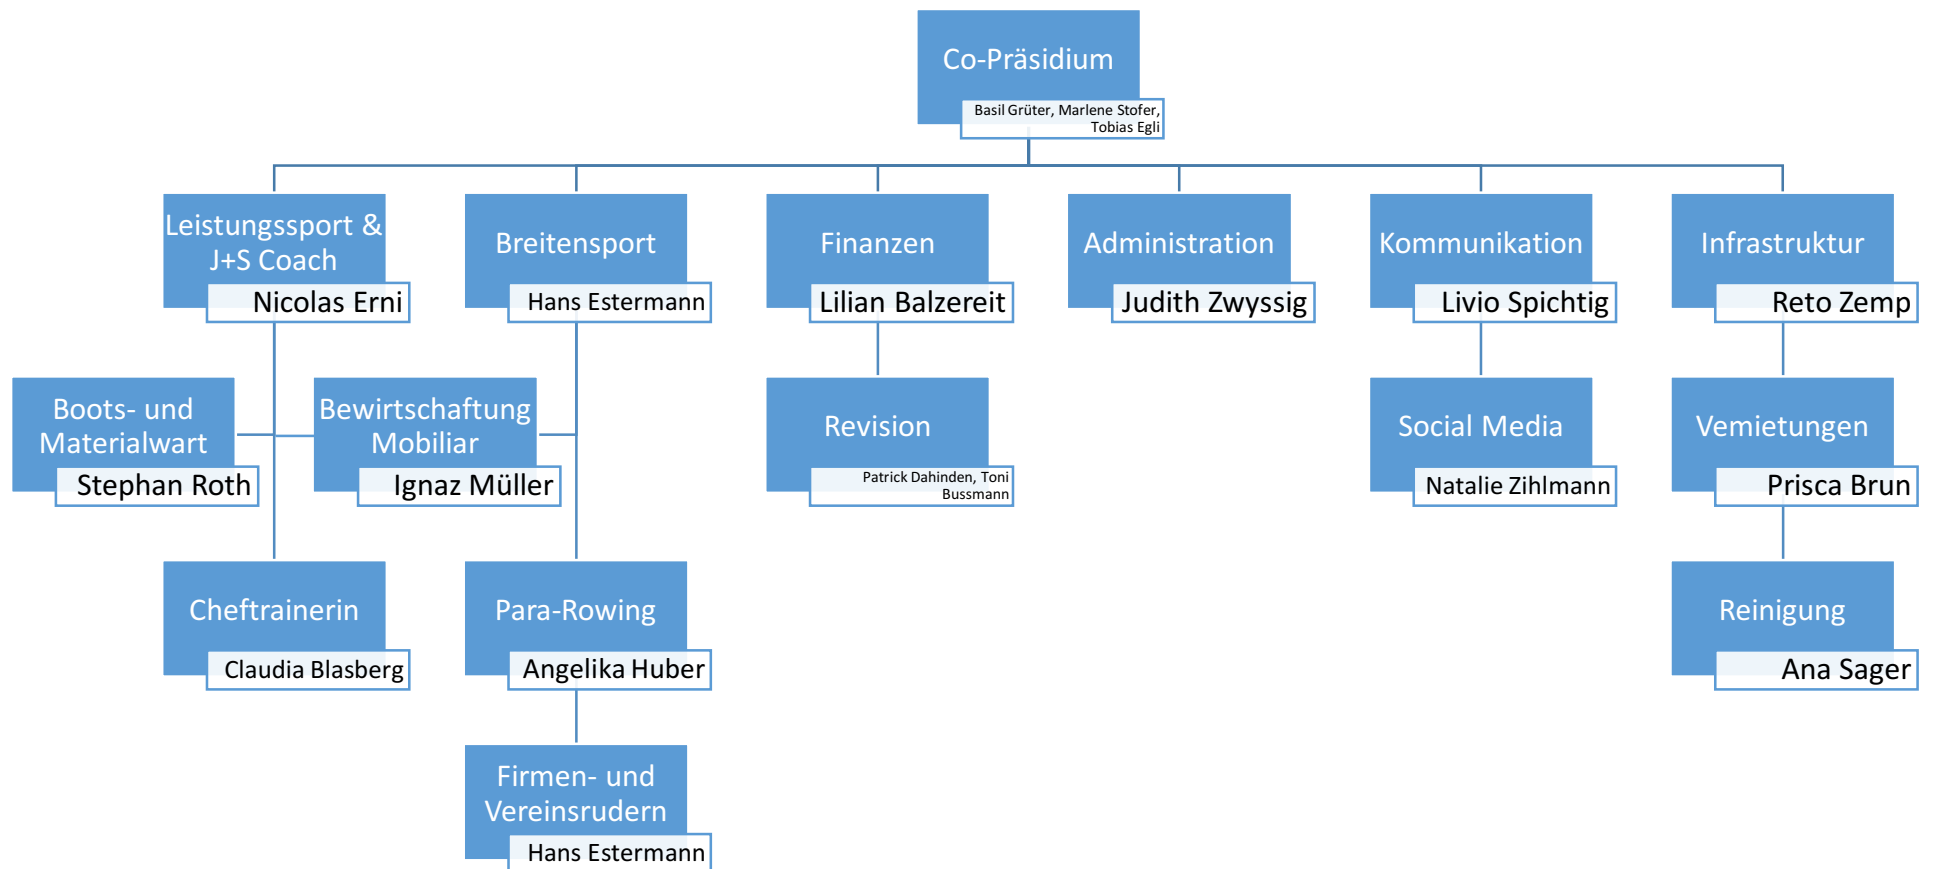 Co-Präsidium
Basil Grüter, Marlene Stofer,
Tobias Egli
Leistungssport &
J+S Coach
Nicolas Erni
Breitensport
Hans Estermann
Finanzen
Lilian Balzereit
Administration
Judith Zwyssig
Kommunikation
Livio Spichtig
Infrastruktur
Reto Zemp
Boots- und
Materialwart
Stephan Roth
Bewirtschaftung
Mobiliar
Ignaz Müller
Revision
Patrick Dahinden, Toni
Bussmann
Social Media
Natalie Zihlmann
Vemietungen
Prisca Brun
Cheftrainerin
Claudia Blasberg
Para-Rowing
Angelika Huber
Reinigung
Ana Sager
Firmen- und
Vereinsrudern
Hans Estermann